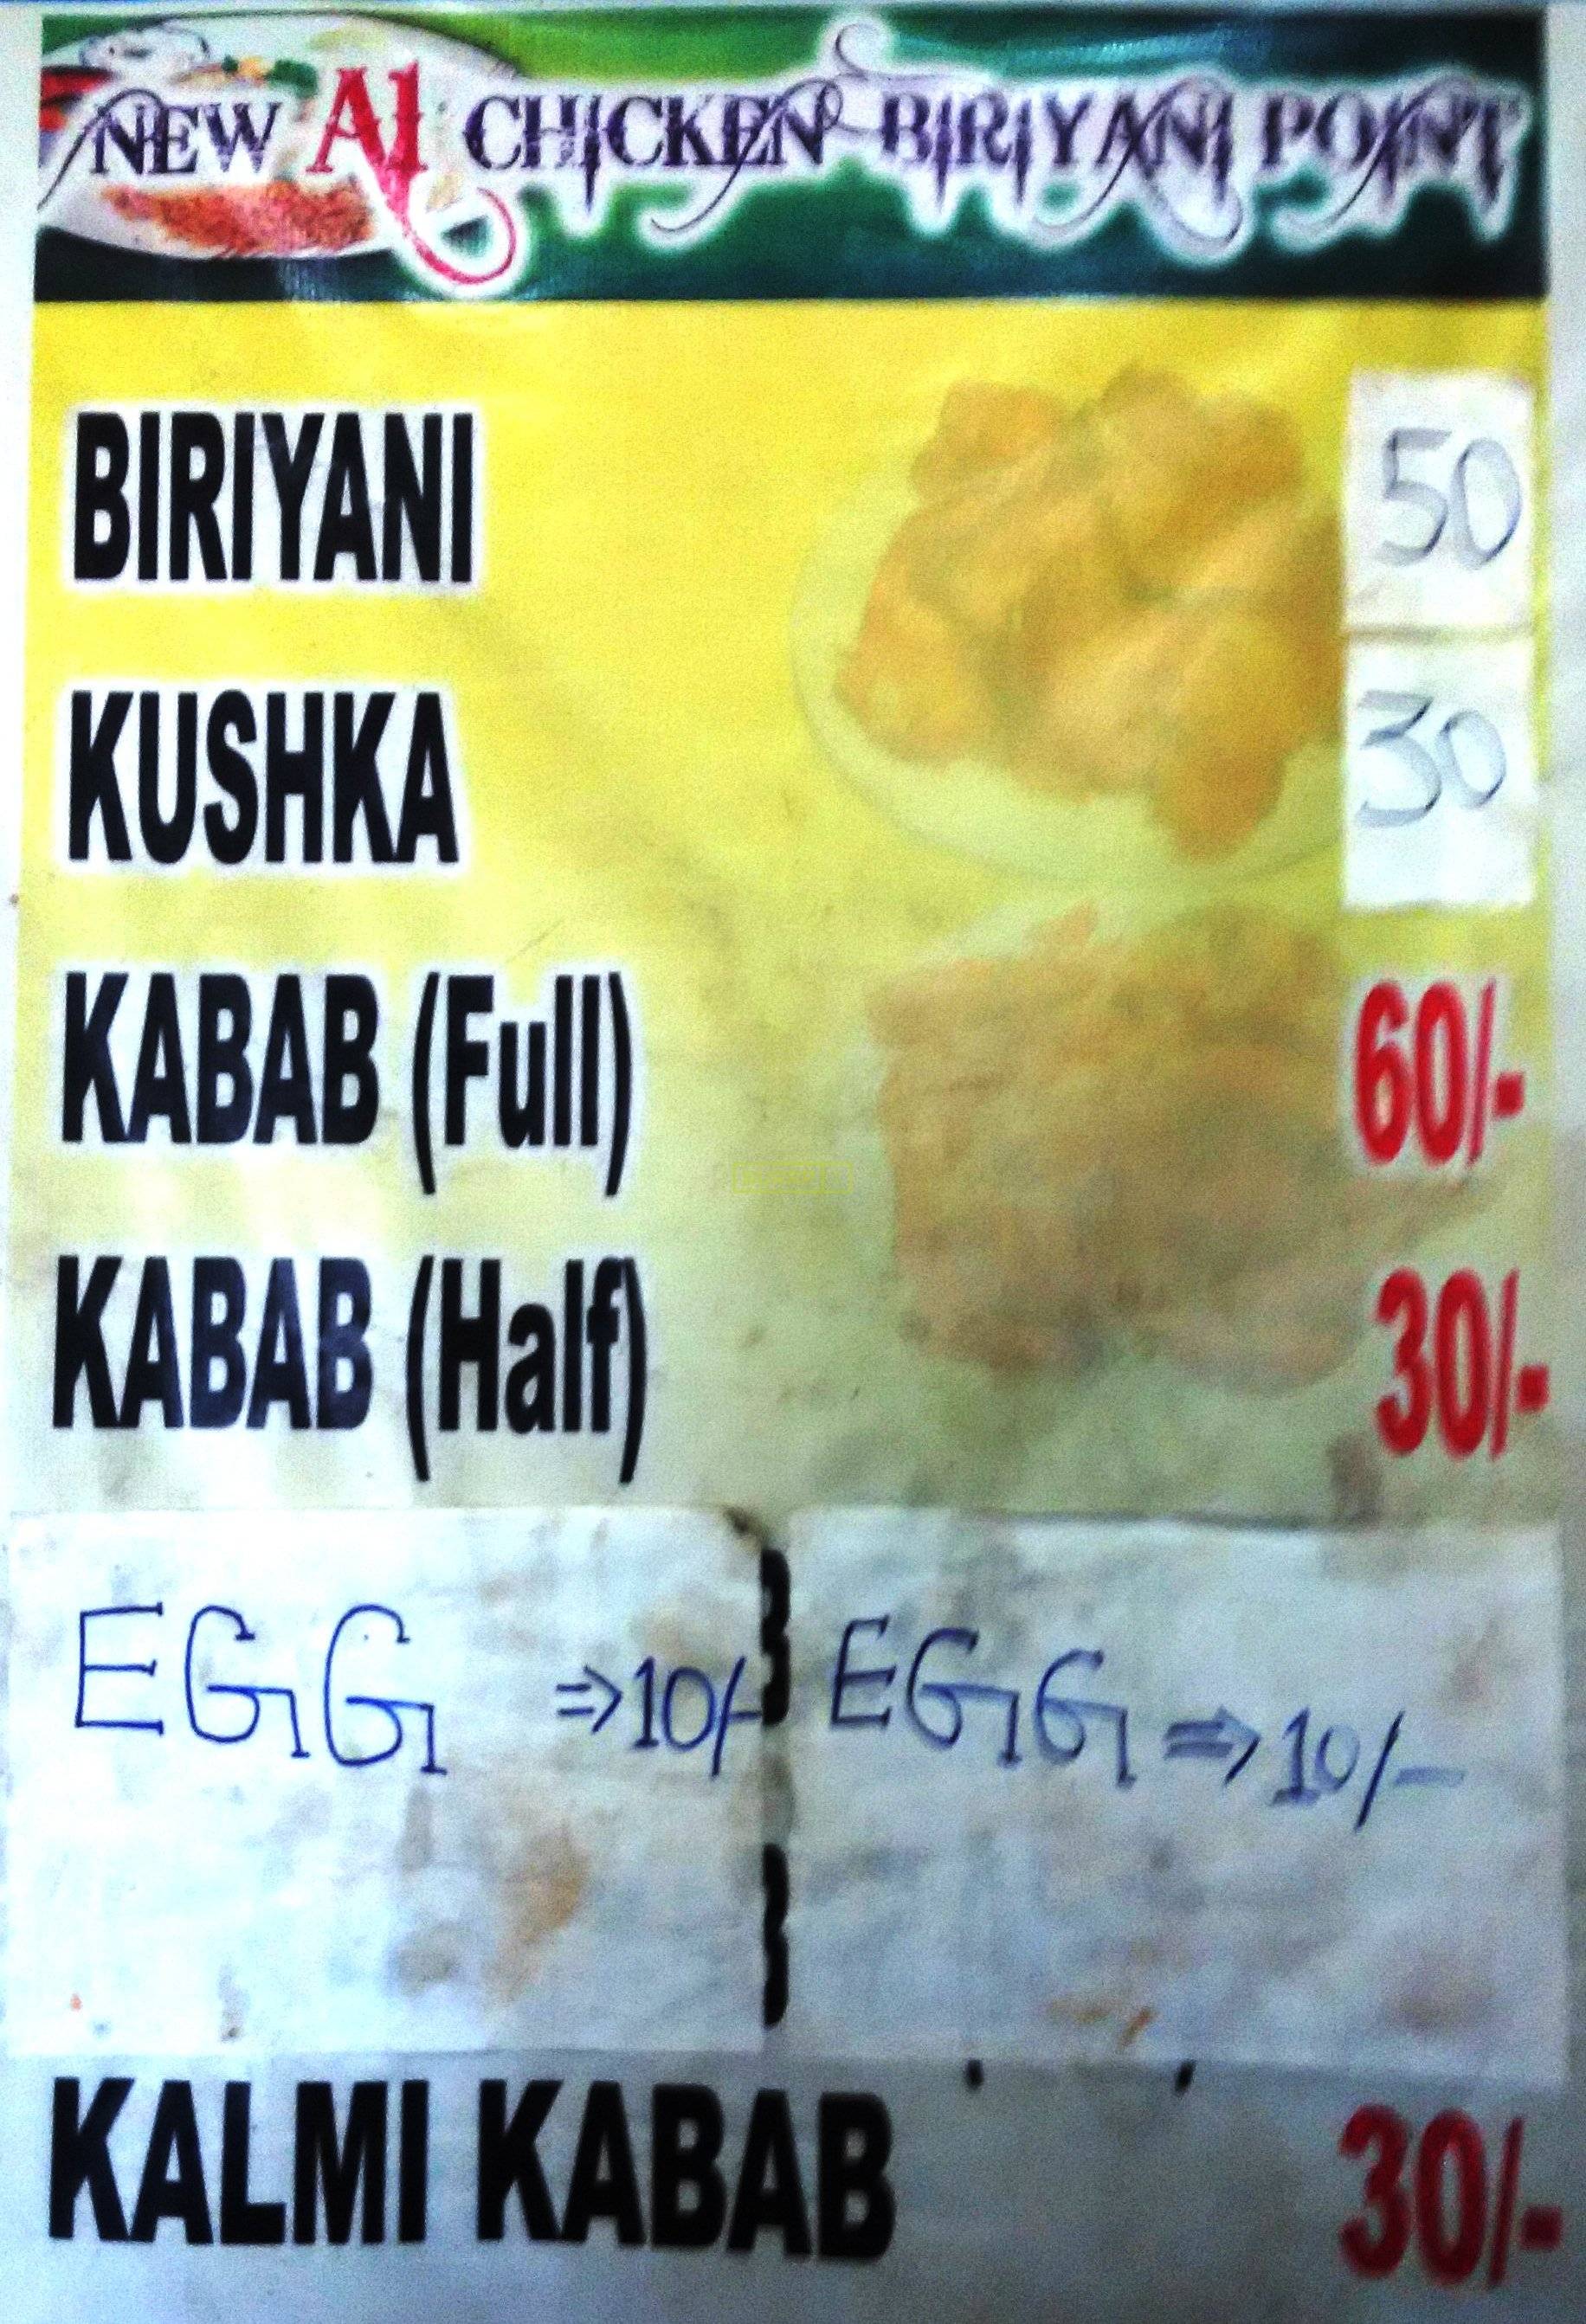 NEW A1 CHICKEN BIRIYANI POINT
BIRIYANI 50
KUSHKA 30
KABAB (Full) 60/-
KABAB (Half) 30/-
EGG ⇒10/- EGG ⇒10/-
KALMI KABAB 30/-